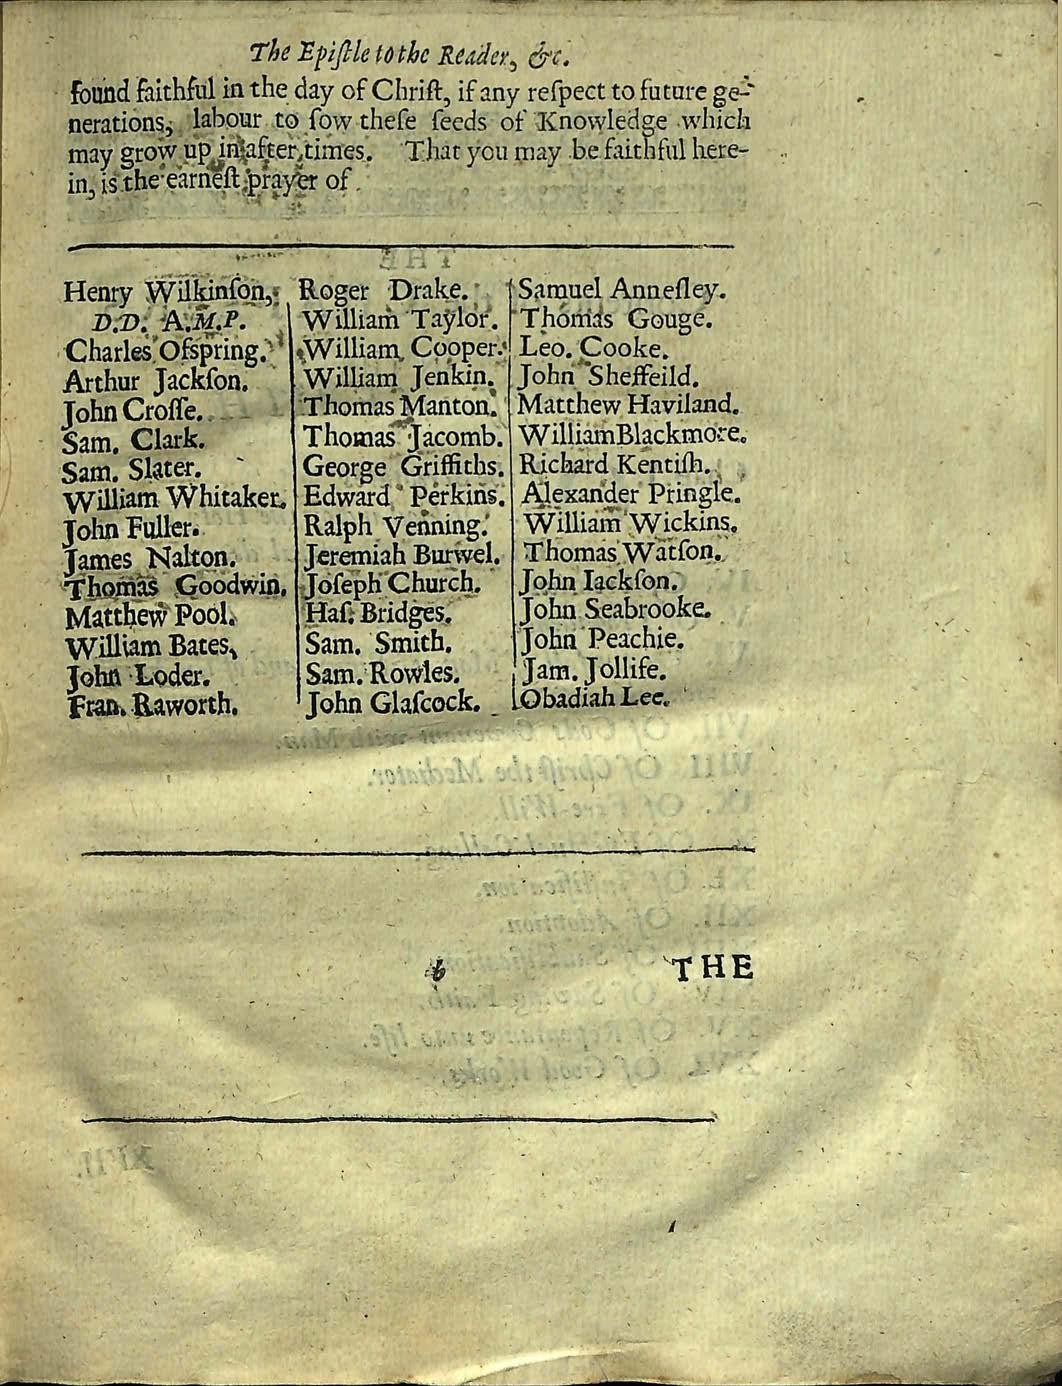 The Epiſtle to the Reader, &c.
found faithful in the day of Chriſt, if any reſpect to future ge-
nerations, labour to ſow theſe ſeeds of Knowledge which
may grow up in after times. That you may be faithful here-
in, is the earneſt prayer of
Henry Wilkinſon,
D.D. A.M.P.
Charles Ofspring.
Arthur Jackſon.
John Croſſe.
Sam. Clark.
Sam. Slater.
William Whitaker.
John Fuller.
James Nalton.
Thomas Goodwin.
Matthew Pool.
William Bates,
John Loder.
Fran. Raworth.
Roger Drake.
William Taylor.
William Cooper.
William Jenkin.
Thomas Manton.
Thomas Jacomb.
George Griffiths.
Edward Perkins.
Ralph Venning.
Jeremiah Burwel.
Joſeph Church.
Haſ. Bridges.
Sam. Smith.
Sam. Rowles.
John Glaſcock.
Samuel Anneſley.
Thomas Gouge.
Leo. Cooke.
John Sheffeild.
Matthew Haviland.
William Blackmore.
Richard Kentiſh.
Alexander Pringle.
William Wickins.
Thomas Watſon.
John Iackſon.
John Seabrooke.
John Peachie.
Jam. Jollife.
Obadiah Lee.
b THE